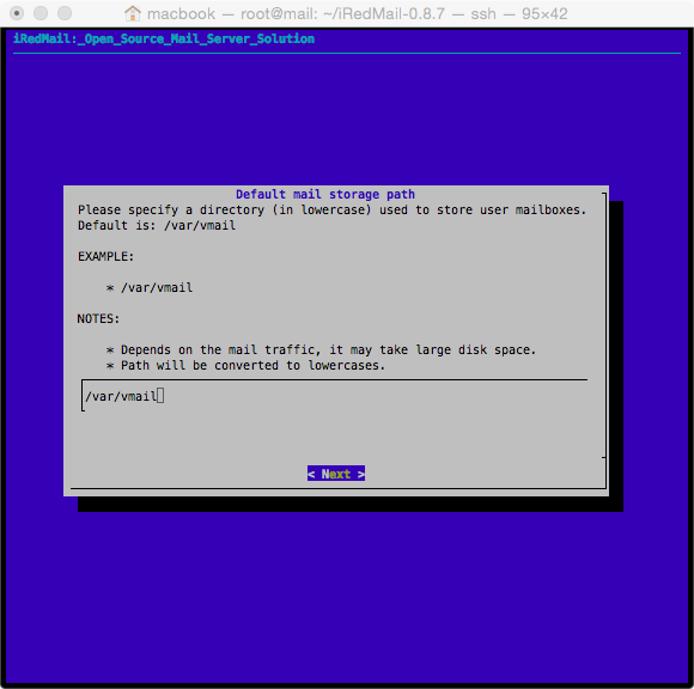 macbook — root@mail: ~/iRedMail-0.8.7 — ssh — 95×42
iRedMail:_Open_Source_Mail_Server_Solution
Default mail storage path
Please specify a directory (in lowercase) used to store user mailboxes.
Default is: /var/vmail
EXAMPLE:
* /var/vmail
NOTES:
* Depends on the mail traffic, it may take large disk space.
* Path will be converted to lowercases.
/var/vmail
< Next >